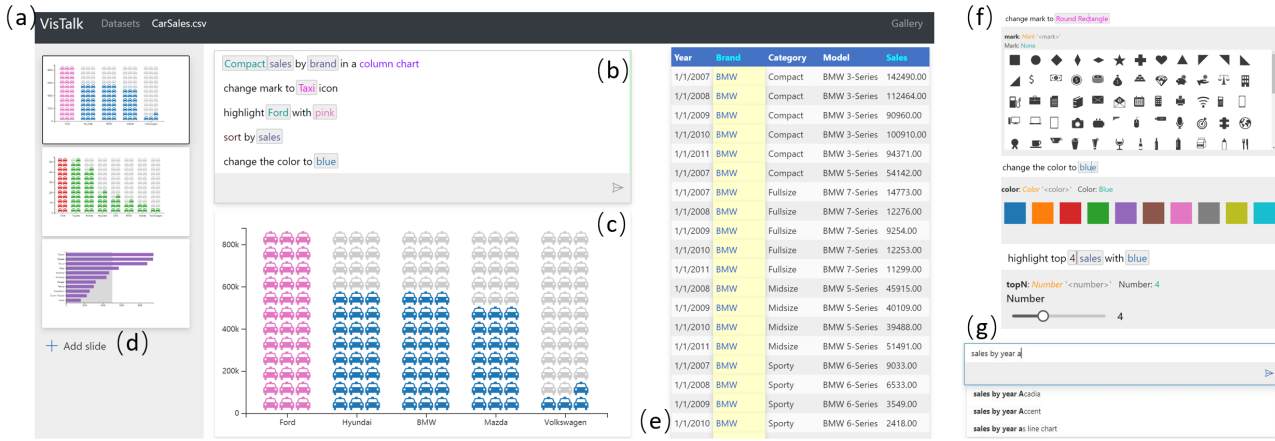 (a)
VisTalk Datasets CarSales.csv Gallery
Add slide (d)
(b)
Compact sales by brand in a column chart
change mark to Taxi icon
highlight Ford with pink
sort by sales
change the color to blue
(c)
800k
600k
400k
200k
0
Ford Hyundai BMW Mazda Volkswagen
(e)
Year Brand Category Model Sales
1/1/2007 BMW Compact BMW 3-Series 142490.00
1/1/2008 BMW Compact BMW 3-Series 112464.00
1/1/2009 BMW Compact BMW 3-Series 90960.00
1/1/2010 BMW Compact BMW 3-Series 100910.00
1/1/2011 BMW Compact BMW 3-Series 94371.00
1/1/2007 BMW Compact BMW 3-Series 54142.00
1/1/2007 BMW Fullsize BMW 7-Series 14773.00
1/1/2008 BMW Fullsize BMW 7-Series 12276.00
1/1/2009 BMW Fullsize BMW 7-Series 9254.00
1/1/2010 BMW Fullsize BMW 7-Series 12253.00
1/1/2011 BMW Fullsize BMW 7-Series 11299.00
1/1/2008 BMW Midsize BMW 5-Series 45915.00
1/1/2009 BMW Midsize BMW 5-Series 40109.00
1/1/2010 BMW Midsize BMW 5-Series 39488.00
1/1/2011 BMW Midsize BMW 5-Series 51491.00
1/1/2007 BMW Sporty BMW 6-Series 9033.00
1/1/2008 BMW Sporty BMW 6-Series 6533.00
1/1/2009 BMW Sporty BMW 6-Series 3549.00
1/1/2010 BMW Sporty BMW 6-Series 2418.00
(f)
change mark to Round Rectangle
mark: Mark '<mark>'
Mark: None
change the color to blue
color: Color '<color>' Color: Blue
highlight top 4 sales with blue
topN: Number '<number>' Number: 4
Number
4
(g)
sales by year a
sales by year Acadia
sales by year Accent
sales by year as line chart